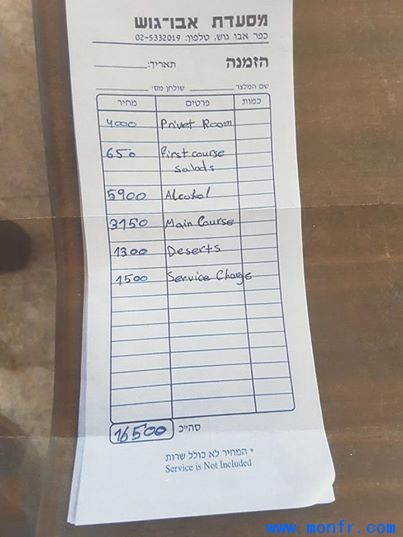 מסעדת אבו-גוש
כפר אבו גוש, טלפון: 02-5332019
הזמנה תאריך:
שם המלצר שולחן מס׳
כמות פרטים מחיר
Privet Room 4000
First course 650
Salads
Alcohol 5900
Main Course 3150
Deserts 1300
Service Charge 1500
סה״כ 16500
* המחיר לא כולל שרות
Service is Not Included
www.monfr.com